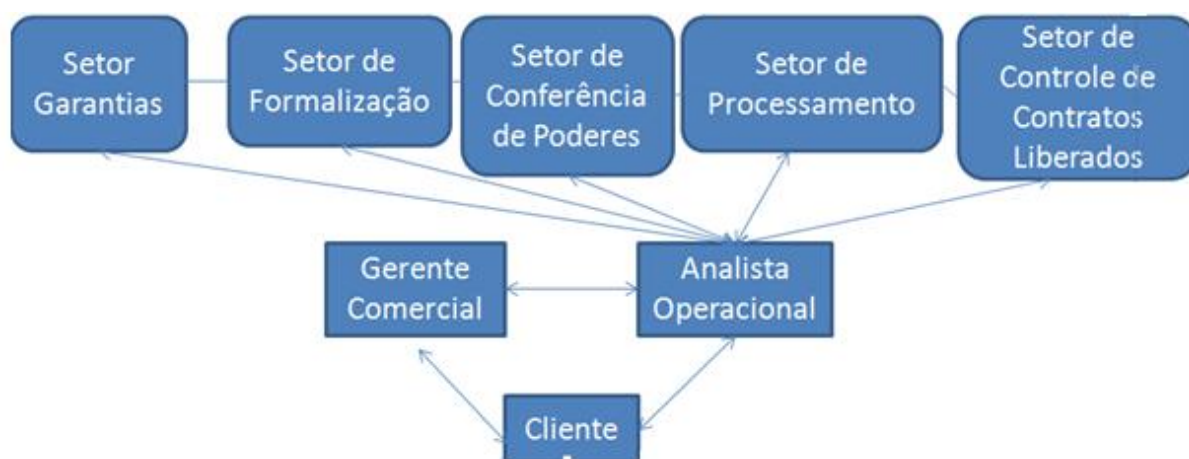 Setor
Garantias
Setor de
Formalização
Setor de
Conferência
de Poderes
Setor de
Processamento
Setor de
Controle de
Contratos
Liberados
Gerente
Comercial
Analista
Operacional
Cliente